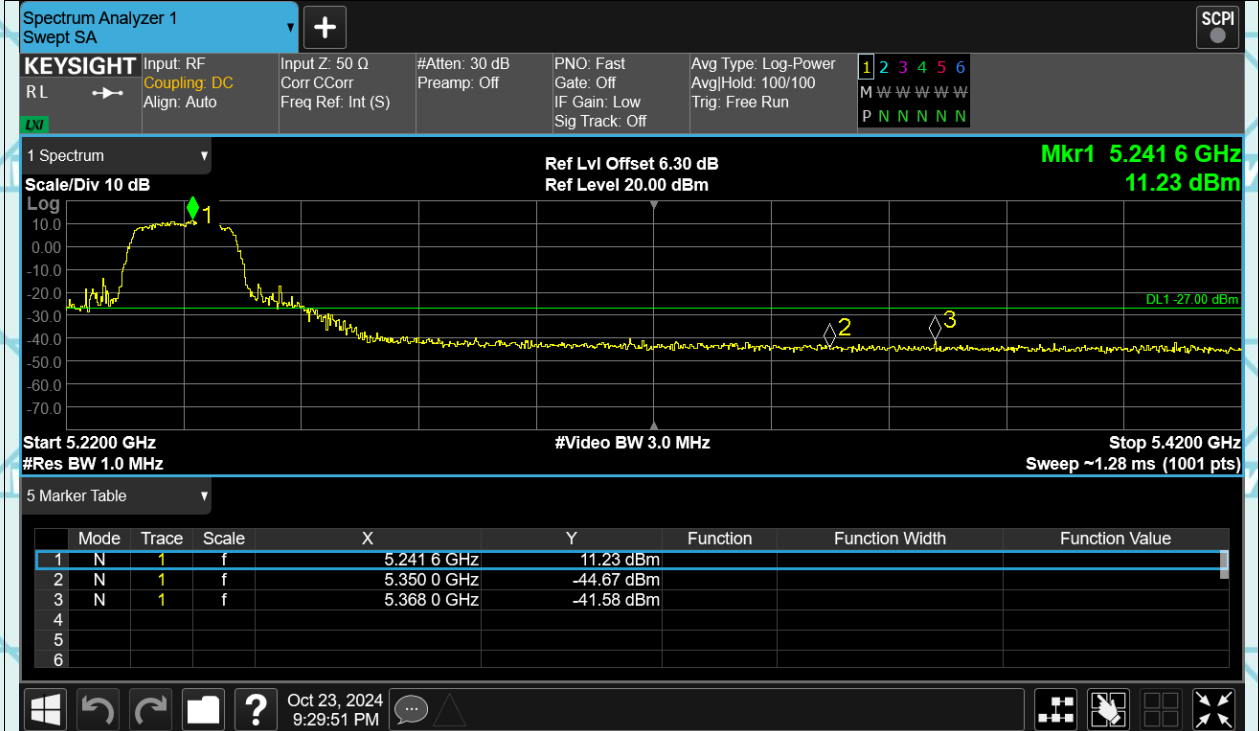 Spectrum Analyzer 1
Swept SA
SCPI
KEYSIGHT
R L
LXI
Input: RF
Coupling: DC
Align: Auto
Input Z: 50 Ω
Corr CCorr
Freq Ref: Int (S)
#Atten: 30 dB
Preamp: Off
PNO: Fast
Gate: Off
IF Gain: Low
Sig Track: Off
Avg Type: Log-Power
Avg|Hold: 100/100
Trig: Free Run
1 2 3 4 5 6
M W W W W W
P N N N N N
1 Spectrum
Scale/Div 10 dB
Ref Lvl Offset 6.30 dB
Ref Level 20.00 dBm
Mkr1 5.241 6 GHz
11.23 dBm
Log
10.0
0.00
-10.0
-20.0
-30.0
-40.0
-50.0
-60.0
-70.0
1
2
3
DL1 -27.00 dBm
Start 5.2200 GHz
#Video BW 3.0 MHz
Stop 5.4200 GHz
#Res BW 1.0 MHz
Sweep ~1.28 ms (1001 pts)
5 Marker Table
Mode Trace Scale X Y Function Function Width Function Value
1 N 1 f 5.241 6 GHz 11.23 dBm
2 N 1 f 5.350 0 GHz -44.67 dBm
3 N 1 f 5.368 0 GHz -41.58 dBm
4
5
6
?
Oct 23, 2024
9:29:51 PM